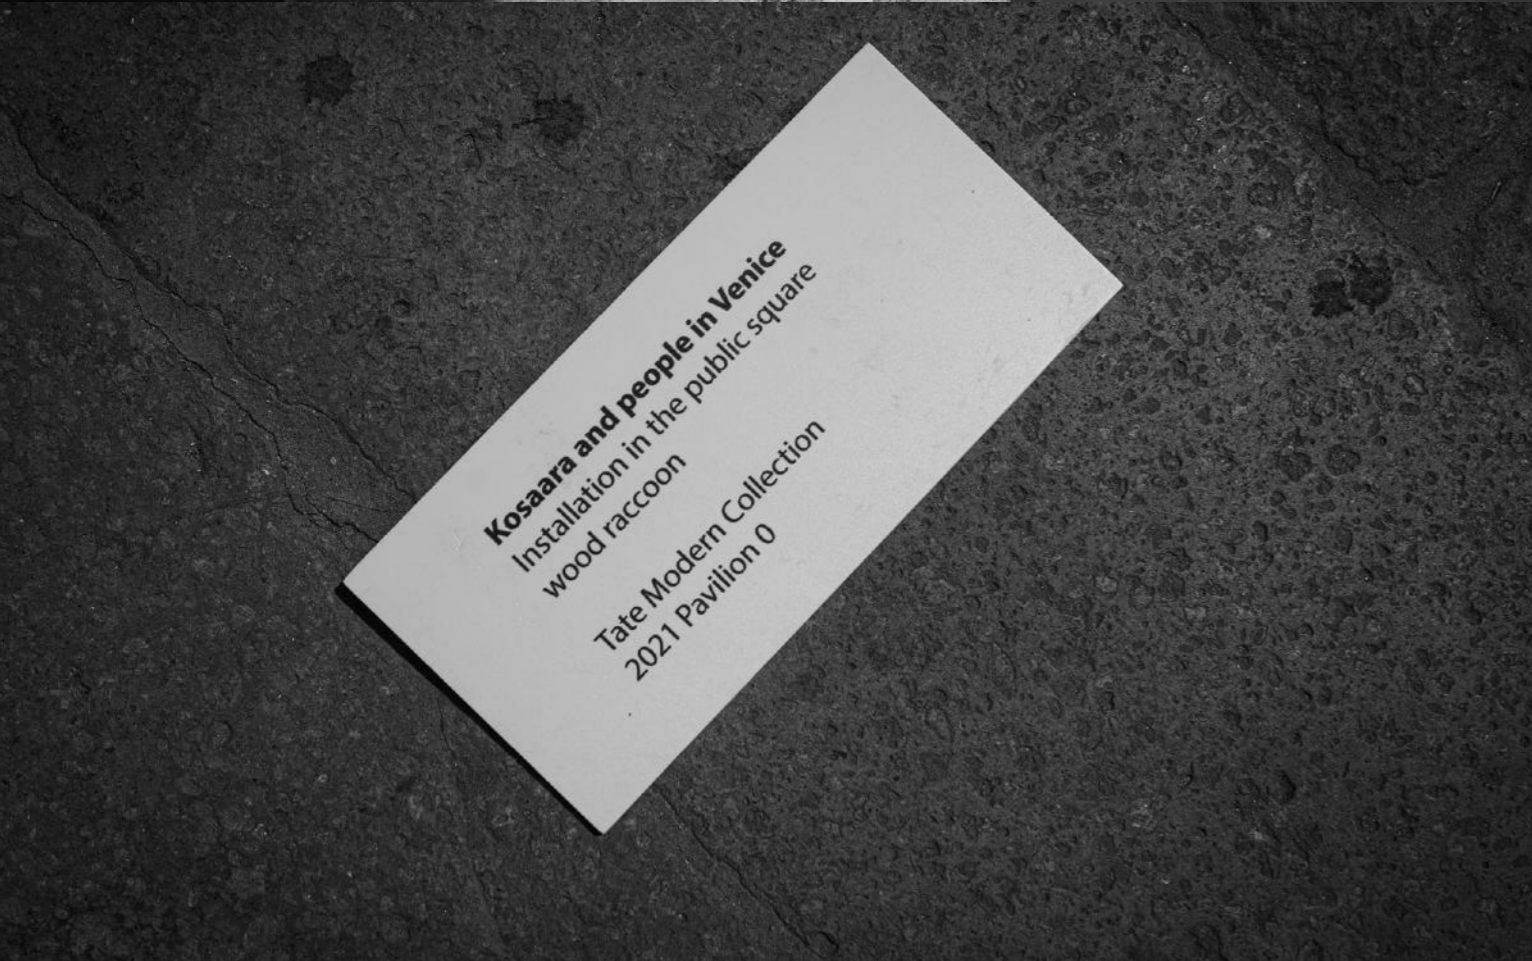 Kosaara and people in Venice
Installation in the public square
wood raccoon
Tate Modern Collection
2021 Pavilion 0